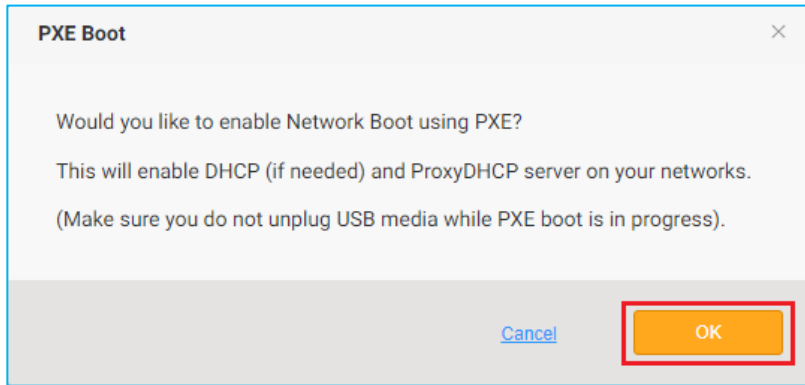 PXE Boot
Would you like to enable Network Boot using PXE?
This will enable DHCP (if needed) and ProxyDHCP server on your networks.
(Make sure you do not unplug USB media while PXE boot is in progress).
Cancel
OK